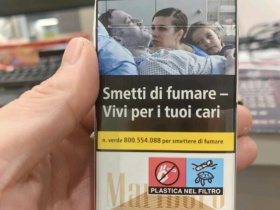 Smetti di fumare –
Vivi per i tuoi cari
n. verde 800.554.088 per smettere di fumare
PLASTICA NEL FILTRO
Marlboro